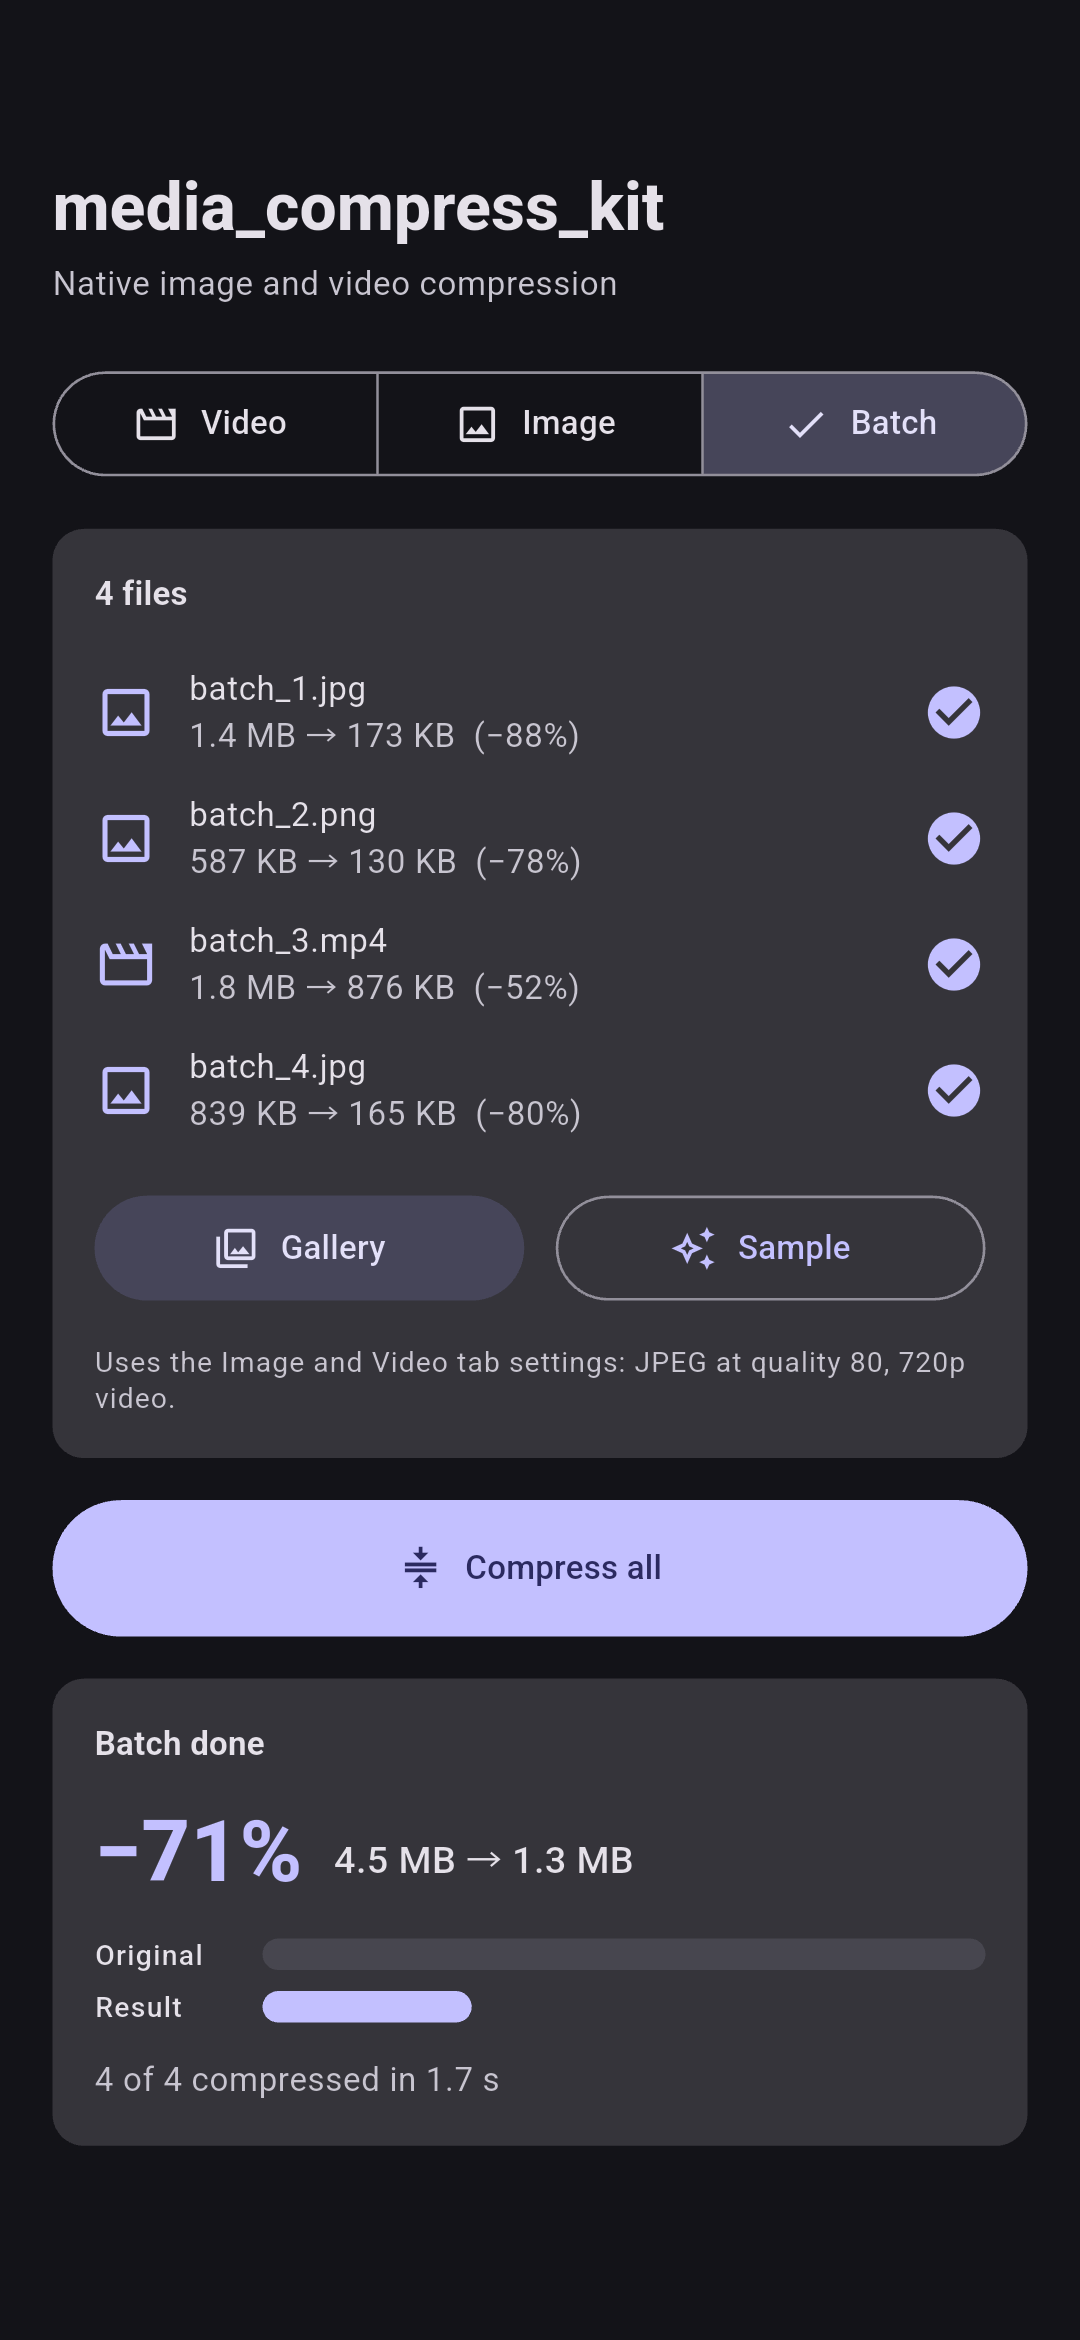 media_compress_kit
Native image and video compression
Video
Image
Batch
4 files
batch_1.jpg
1.4 MB → 173 KB (−88%)
batch_2.png
587 KB → 130 KB (−78%)
batch_3.mp4
1.8 MB → 876 KB (−52%)
batch_4.jpg
839 KB → 165 KB (−80%)
Gallery
Sample
Uses the Image and Video tab settings: JPEG at quality 80, 720p
video.
Compress all
Batch done
−71% 4.5 MB → 1.3 MB
Original
Result
4 of 4 compressed in 1.7 s